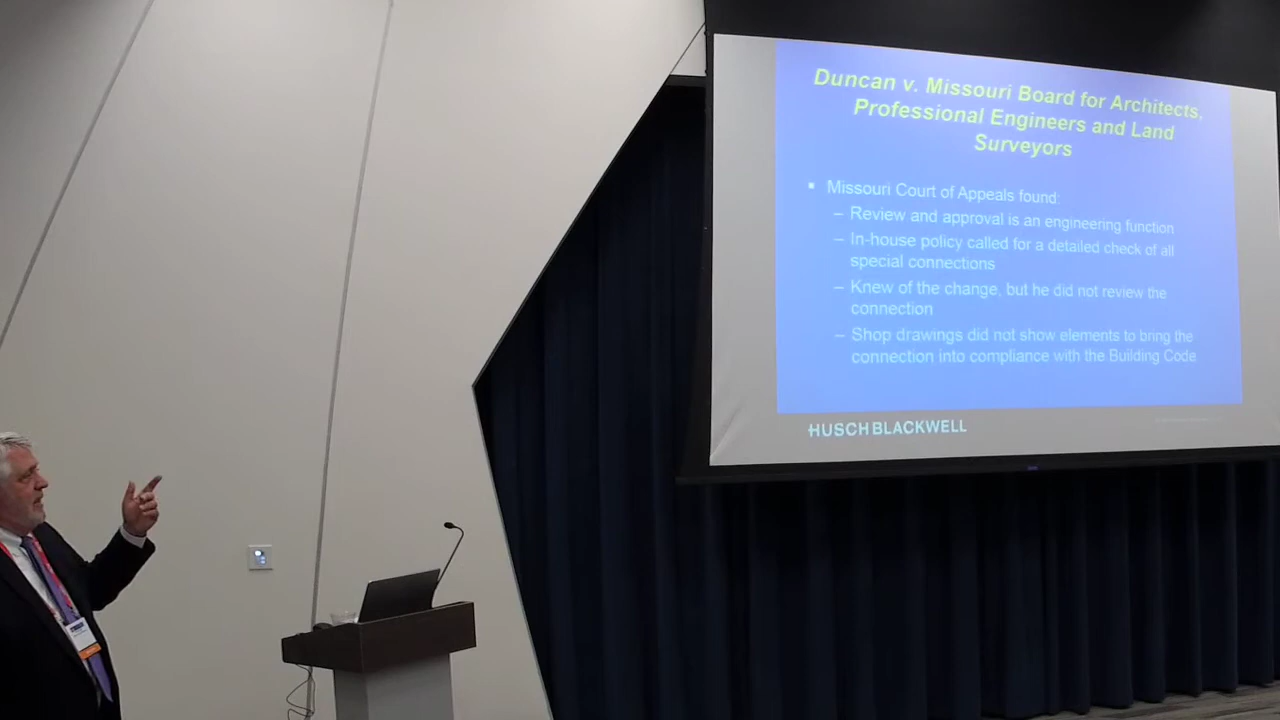 Duncan v. Missouri Board for Architects,
Professional Engineers and Land
Surveyors
▪ Missouri Court of Appeals found:
– Review and approval is an engineering function
– In-house policy called for a detailed check of all
special connections
– Knew of the change, but he did not review the
connection
– Shop drawings did not show elements to bring the
connection into compliance with the Building Code
HUSCH BLACKWELL